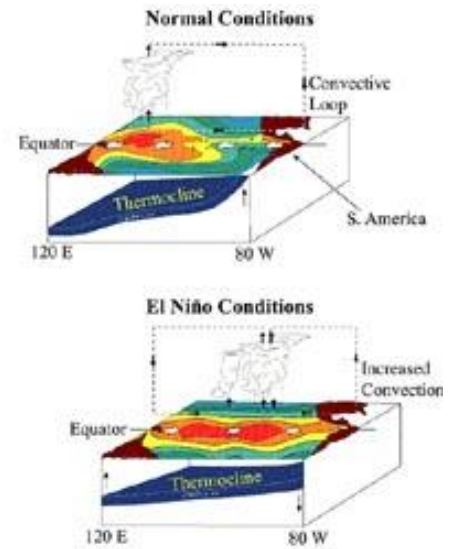 Normal Conditions
Convective
Loop
Equator
Thermocline
S. America
120 E
80 W
El Niño Conditions
Increased
Convection
Equator
Thermocline
120 E
80 W